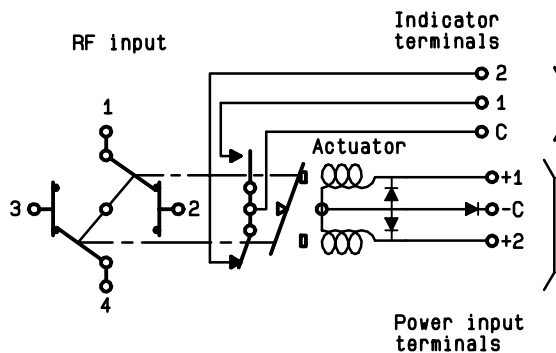 Indicator
terminals
RF input
2
1
C
1
Actuator
+1
3
2
-C
+2
4
Power input
terminals